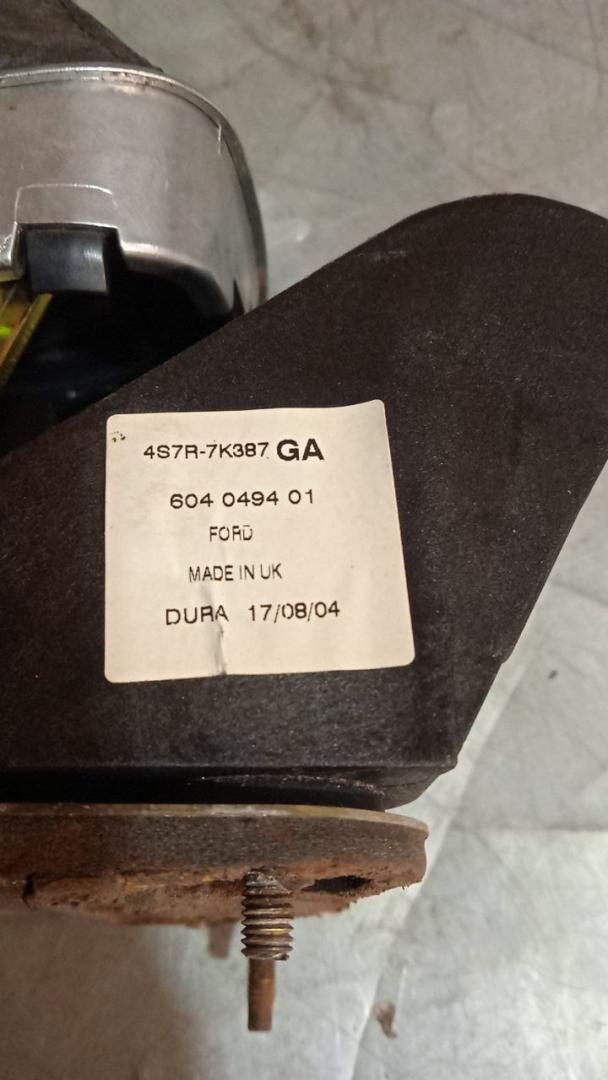 4S7R-7K387 GA
604 0494 01
FORD
MADE IN UK
DURA 17/08/04